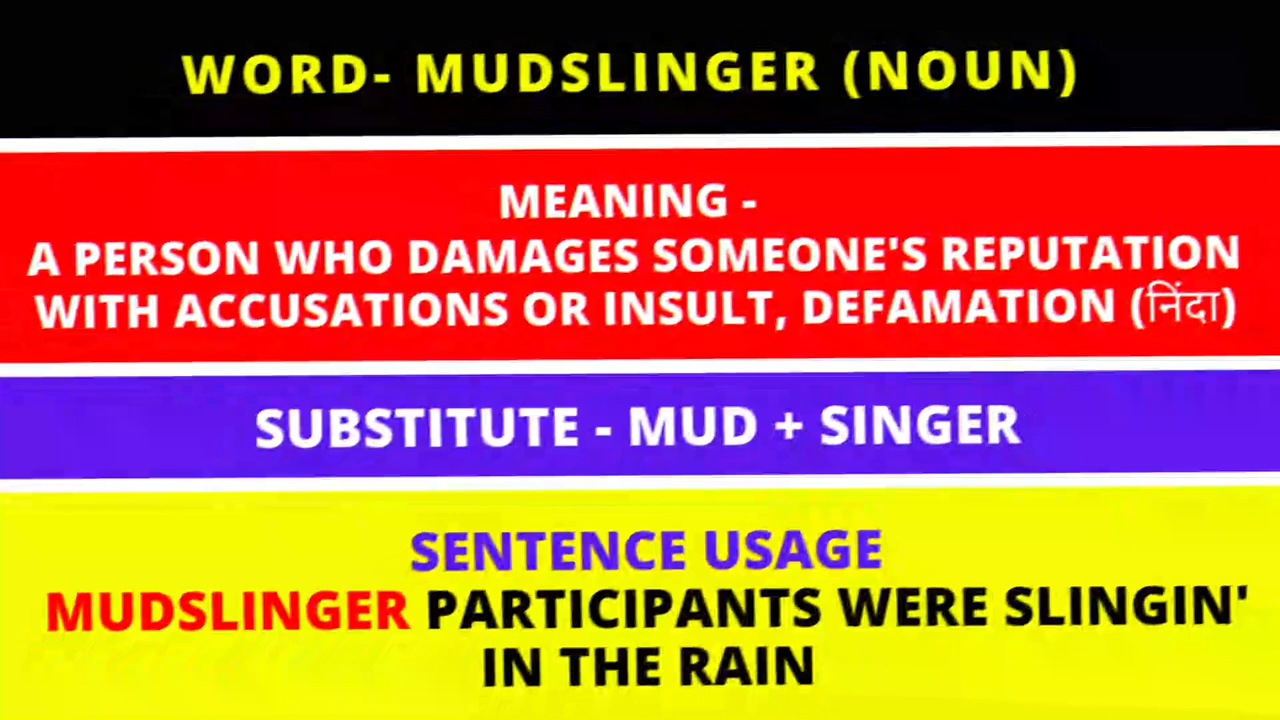 WORD- MUDSLINGER (NOUN)
MEANING -
A PERSON WHO DAMAGES SOMEONE'S REPUTATION
WITH ACCUSATIONS OR INSULT, DEFAMATION (निंदा)
SUBSTITUTE - MUD + SINGER
SENTENCE USAGE
MUDSLINGER PARTICIPANTS WERE SLINGIN'
IN THE RAIN